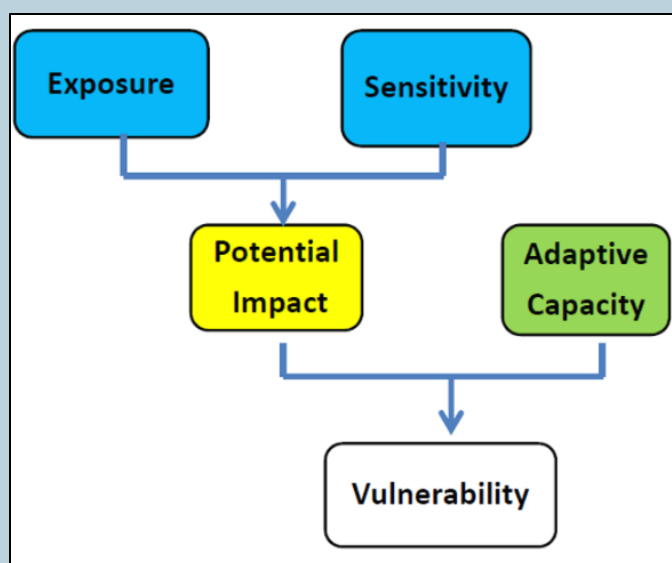 Exposure
Sensitivity
Potential
Impact
Adaptive
Capacity
Vulnerability